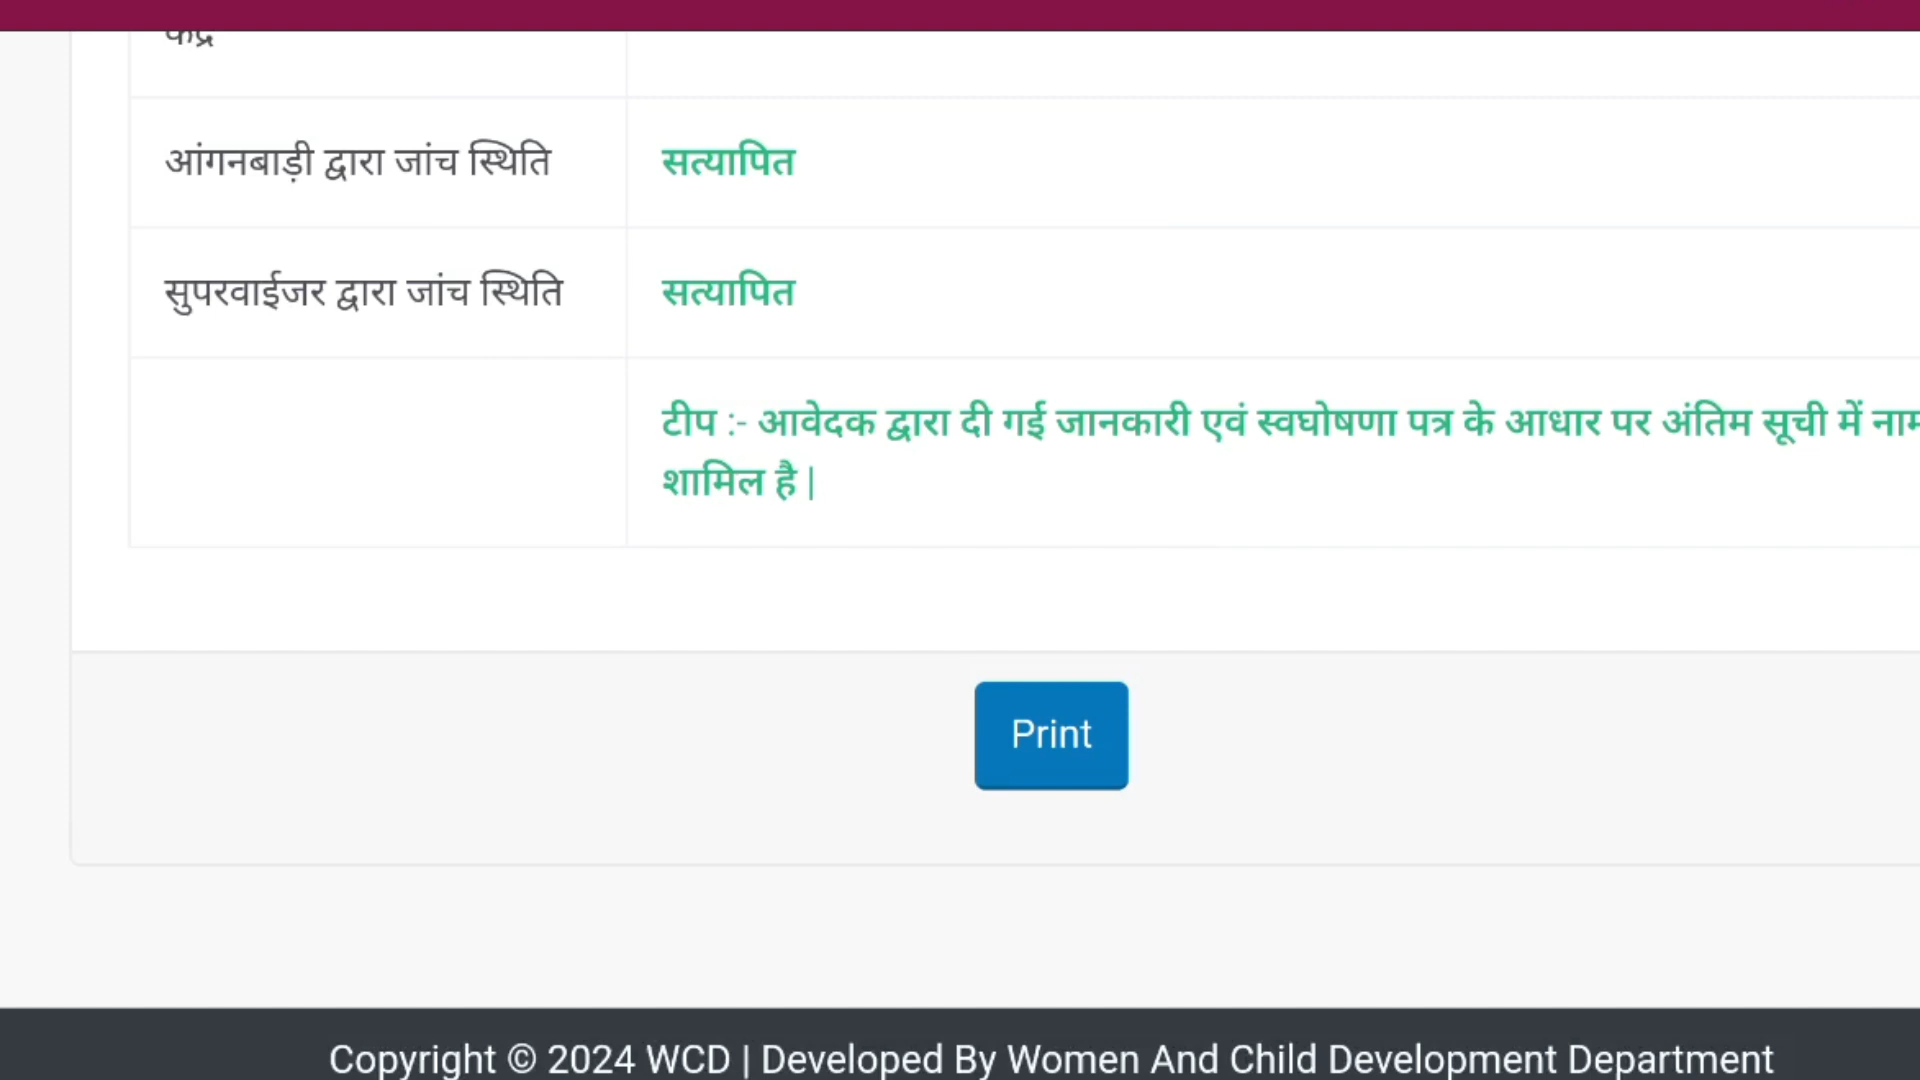 आंगनबाड़ी द्वारा जांच स्थिति
सत्यापित
सुपरवाईजर द्वारा जांच स्थिति
सत्यापित
टीप :- आवेदक द्वारा दी गई जानकारी एवं स्वघोषणा पत्र के आधार पर अंतिम सूची में
शामिल है |
Print
Copyright © 2024 WCD | Developed By Women And Child Development Department